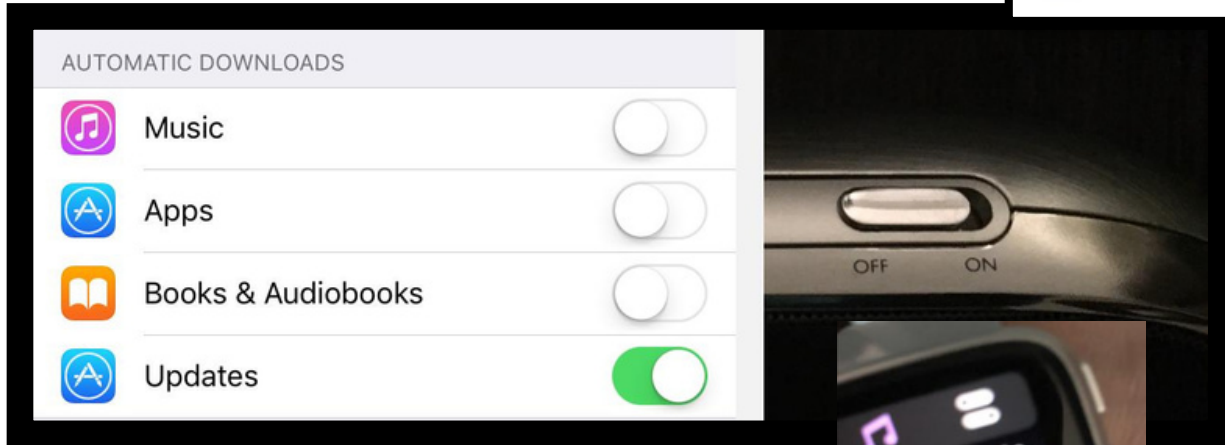 AUTOMATIC DOWNLOADS
Music
Apps
Books & Audiobooks
Updates
OFF ON